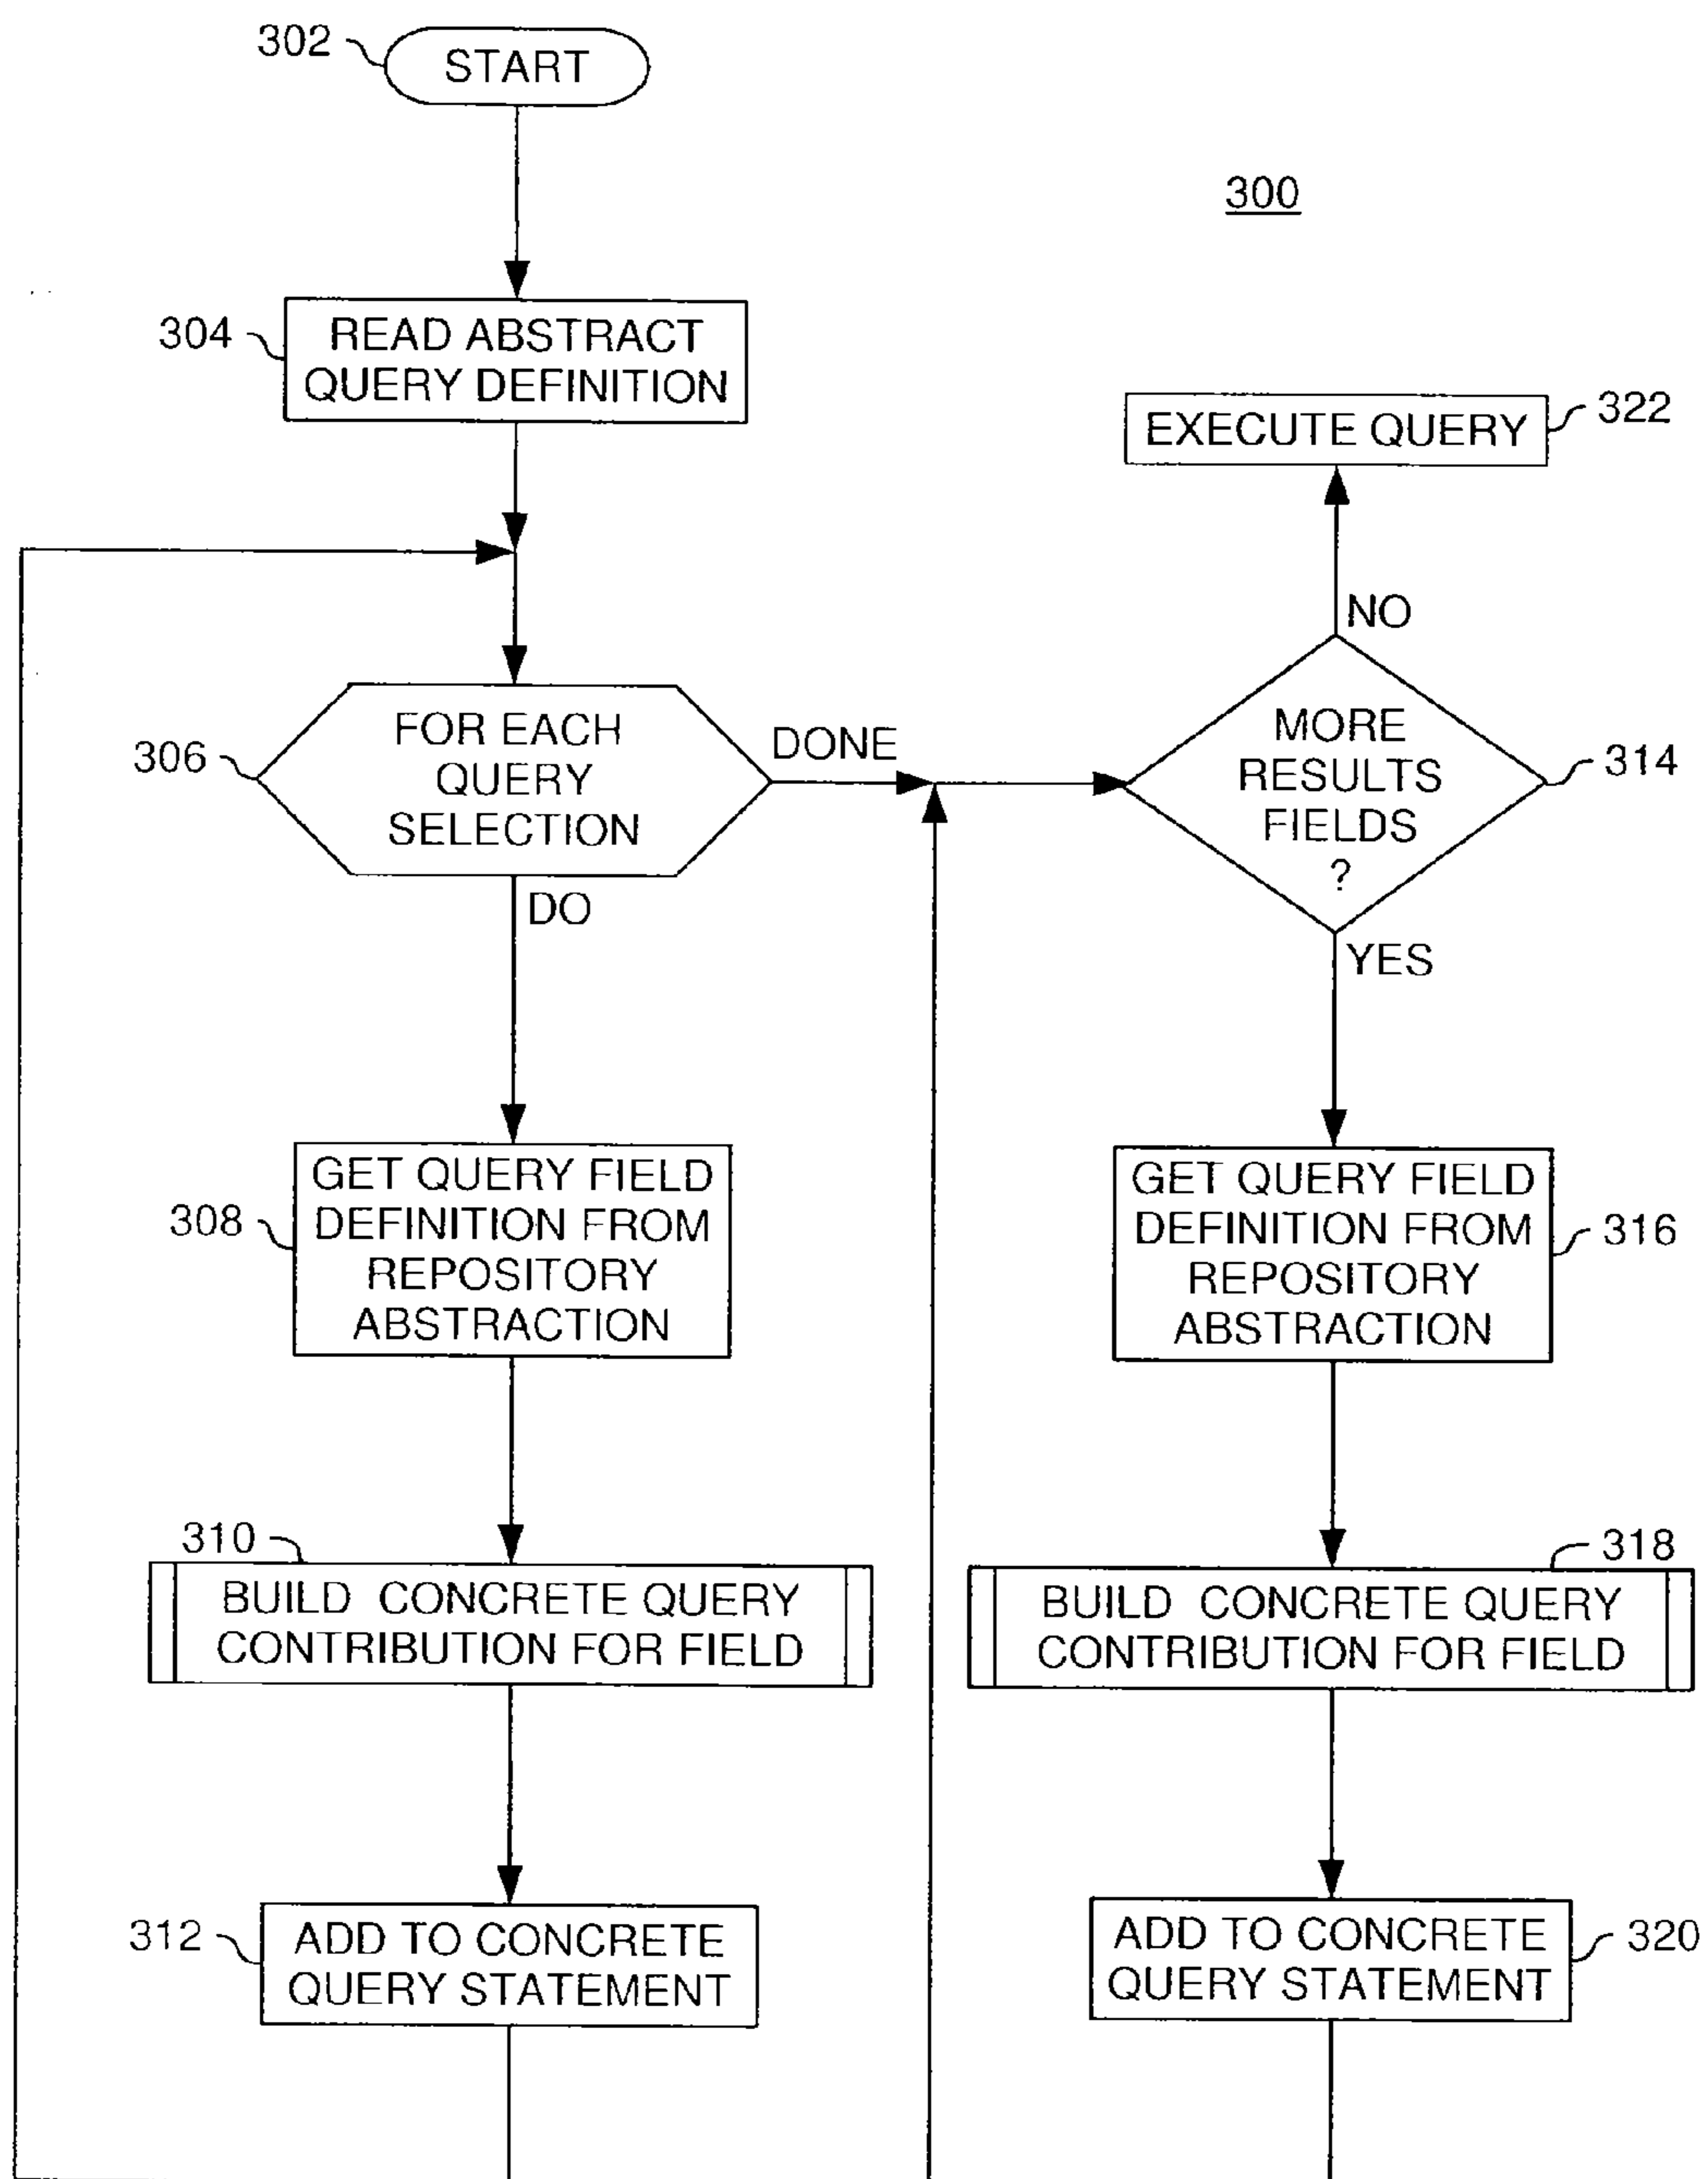 302
START
300
304
READ ABSTRACT
QUERY DEFINITION
EXECUTE QUERY
322
NO
306
FOR EACH
QUERY
SELECTION
DONE
MORE
RESULTS
FIELDS
?
314
DO
YES
308
GET QUERY FIELD
DEFINITION FROM
REPOSITORY
ABSTRACTION
GET QUERY FIELD
DEFINITION FROM
REPOSITORY
ABSTRACTION
316
310
BUILD CONCRETE QUERY
CONTRIBUTION FOR FIELD
318
BUILD CONCRETE QUERY
CONTRIBUTION FOR FIELD
312
ADD TO CONCRETE
QUERY STATEMENT
ADD TO CONCRETE
QUERY STATEMENT
320